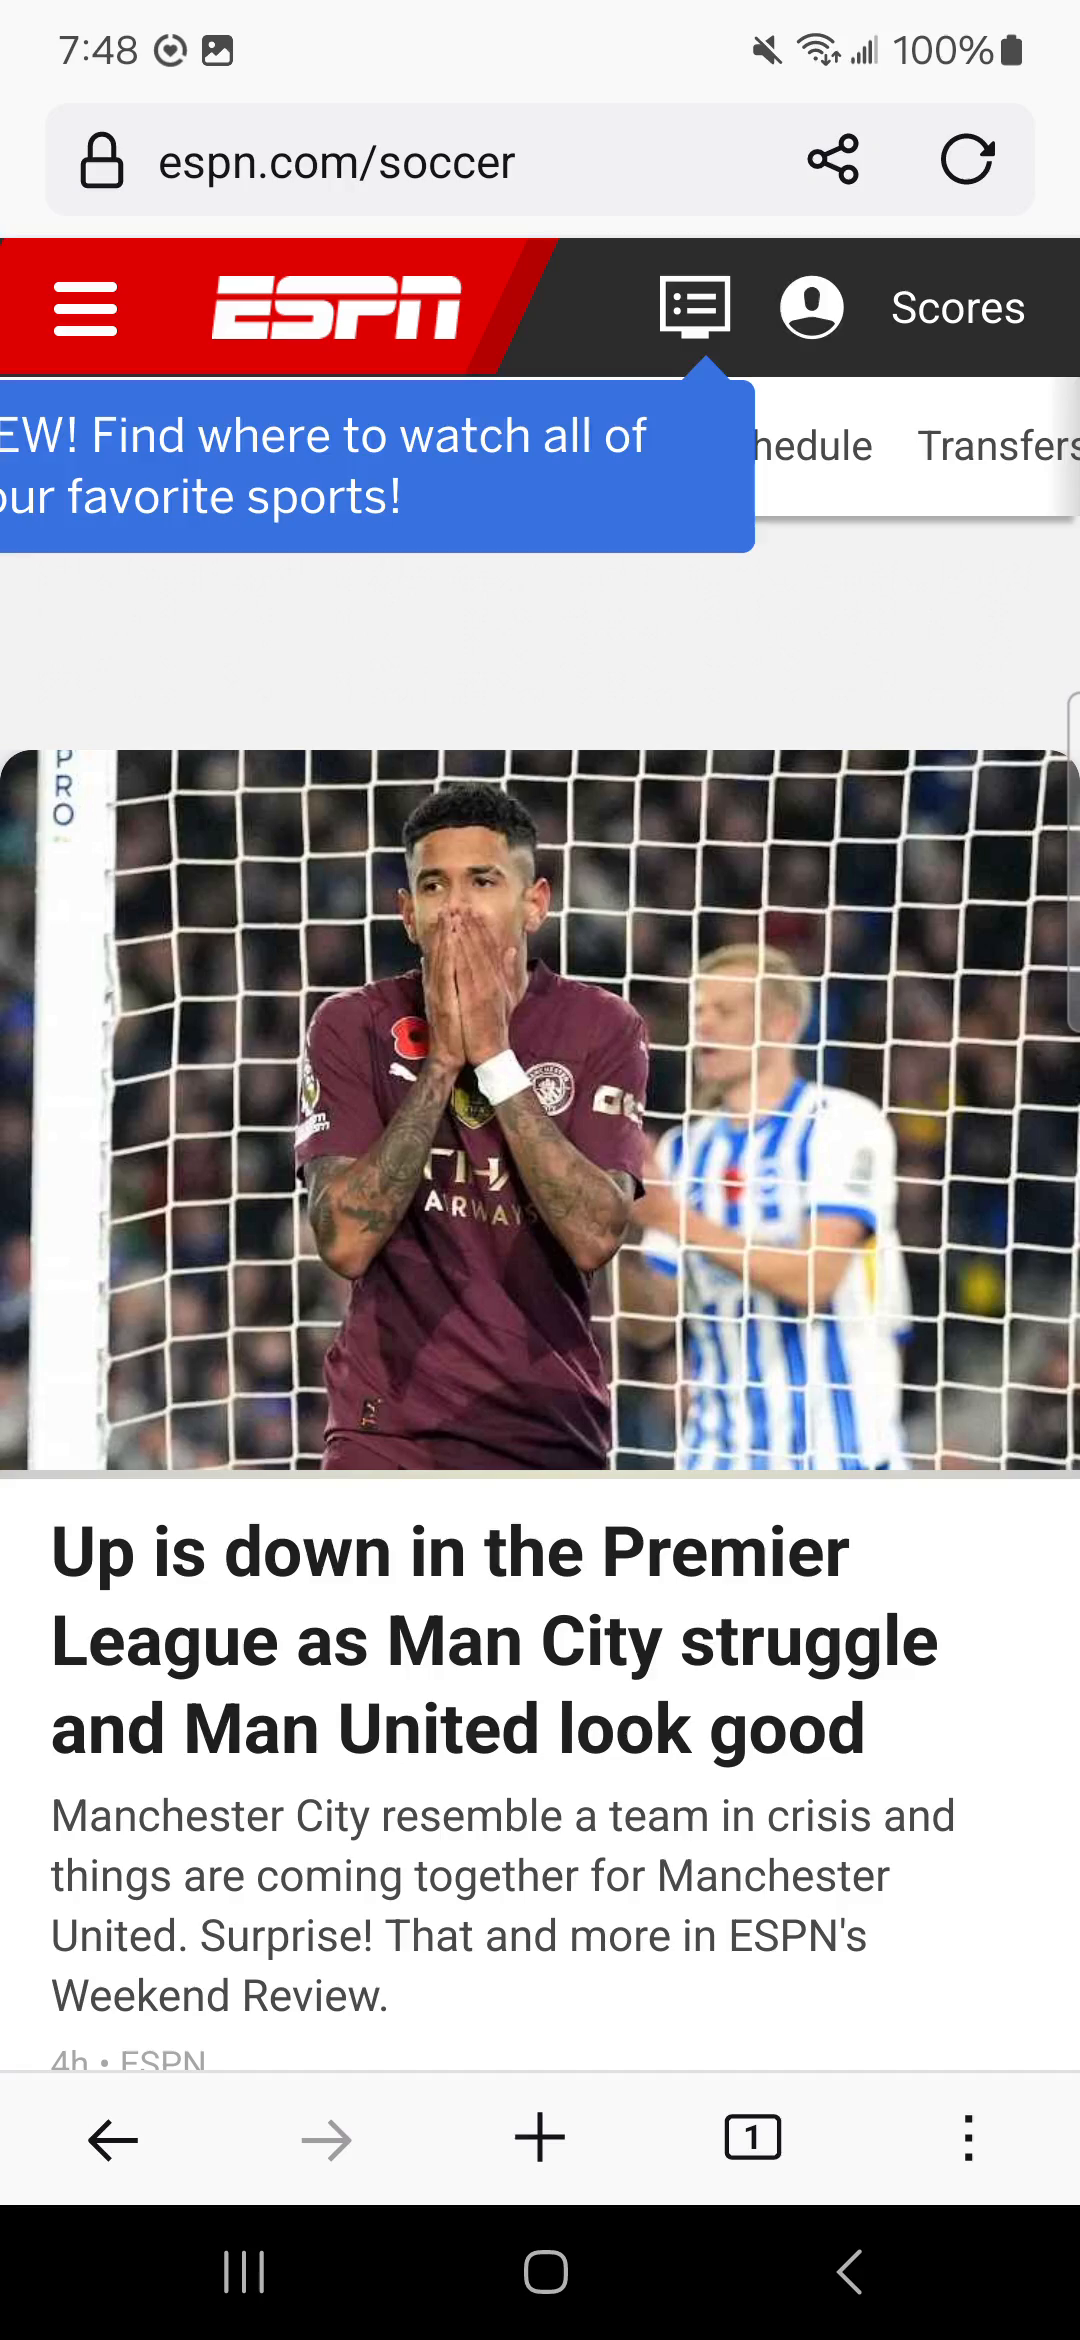 7:48
100%
espn.com/soccer
ESPN
Scores
EW! Find where to watch all of
our favorite sports!
hedule
Transfers
PRO
AIRWAYS
Up is down in the Premier
League as Man City struggle
and Man United look good
Manchester City resemble a team in crisis and
things are coming together for Manchester
United. Surprise! That and more in ESPN's
Weekend Review.
4h • ESPN
1